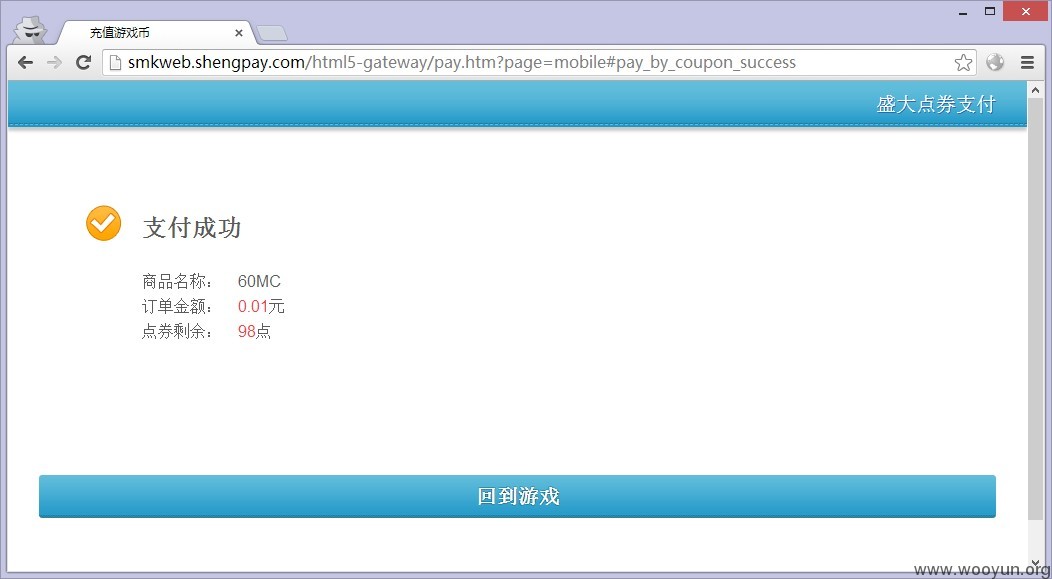 充值游戏币
smkweb.shengpay.com/html5-gateway/pay.htm?page=mobile#pay_by_coupon_success
盛大点券支付
支付成功
商品名称： 60MC
订单金额： 0.01元
点券剩余： 98点
回到游戏
www.wooyun.org